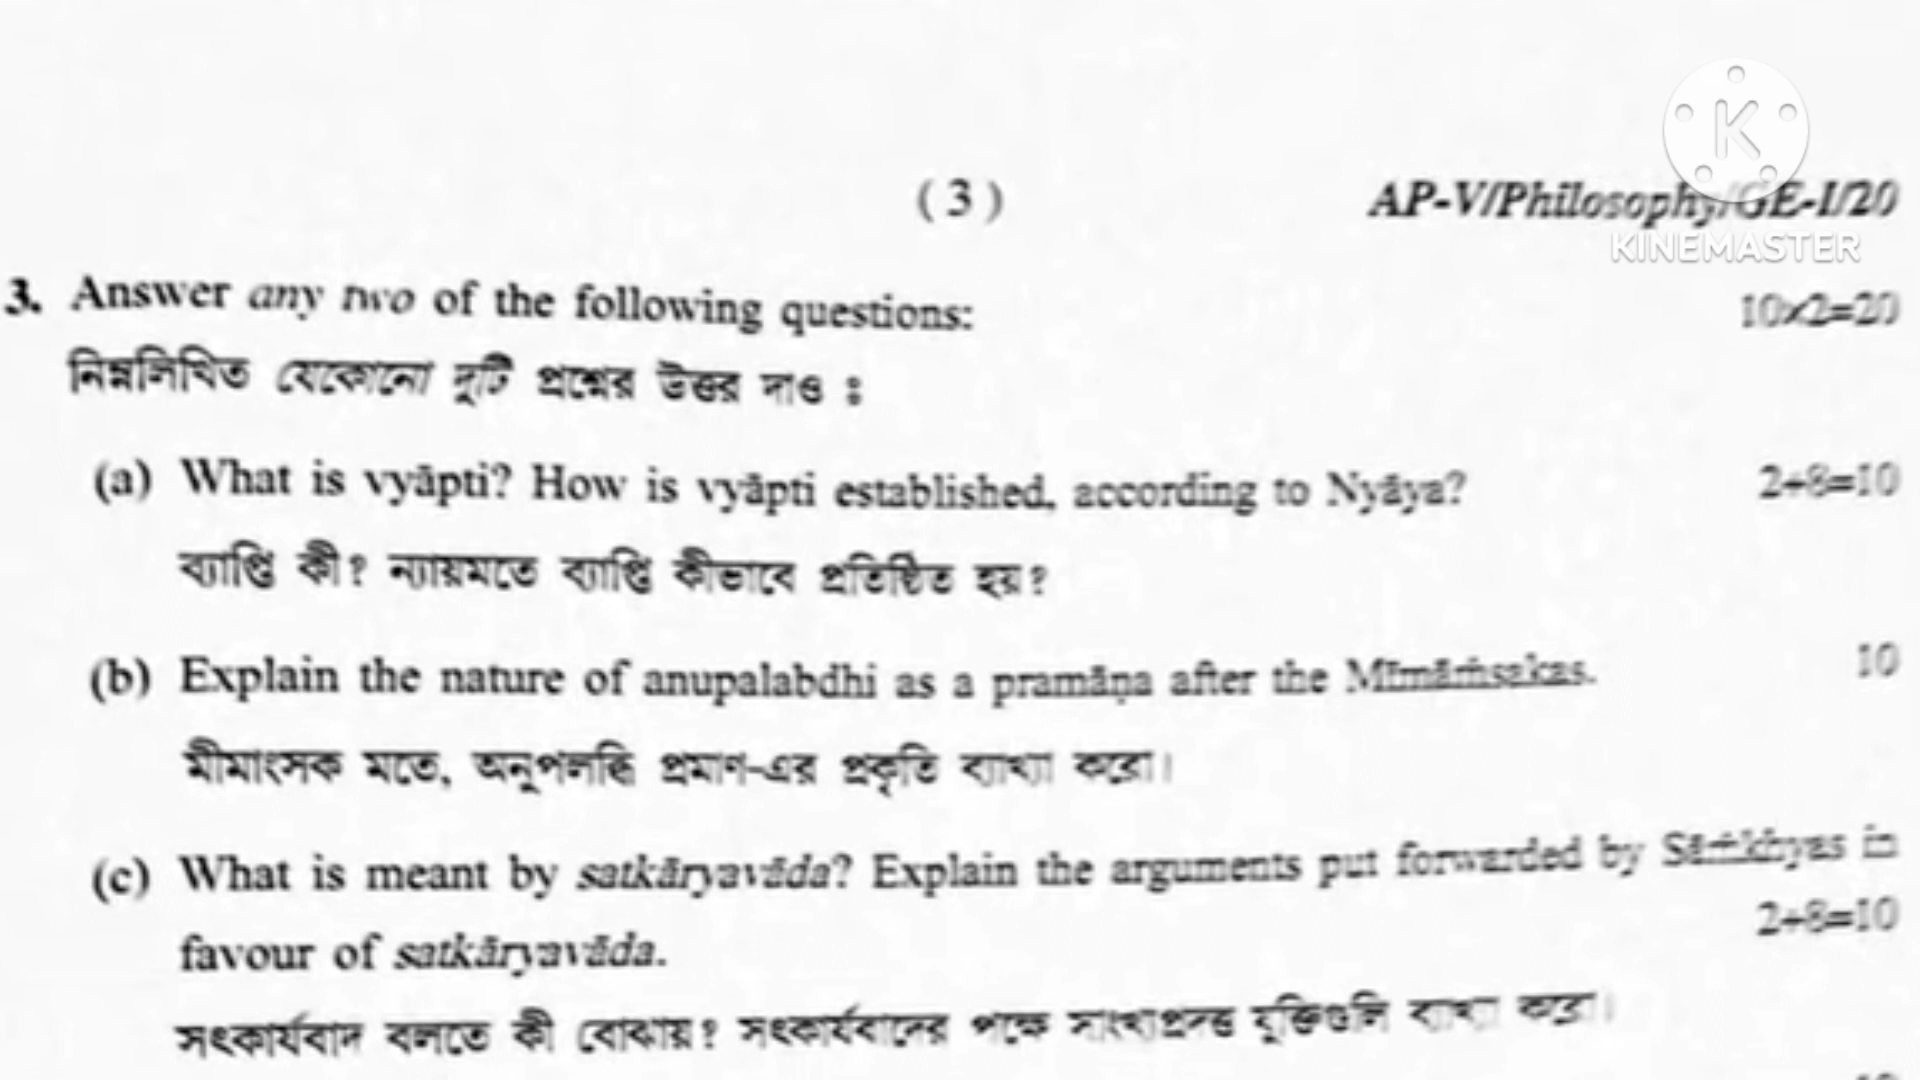 K
KINEMASTER
( 3 )
AP-V/Philosophy/GE-I/20
3. Answer any two of the following questions:
10×2=20
নিম্নলিখিত যেকোনো দুটি প্রশ্নের উত্তর দাও ঃ
(a) What is vyāpti? How is vyāpti established, according to Nyāya?
2+8=10
ব্যাপ্তি কী? ন্যায়মতে ব্যাপ্তি কীভাবে প্রতিষ্ঠিত হয়?
(b) Explain the nature of anupalabdhi as a pramāṇa after the Mīmāṁsakas.
10
মীমাংসক মতে, অনুপলব্ধি প্রমাণ-এর প্রকৃতি ব্যাখ্যা করো।
(c) What is meant by satkāryavāda? Explain the arguments put forwarded by Sāṁkhyas in
favour of satkāryavāda.
2+8=10
সৎকার্যবাদ বলতে কী বোঝায়? সৎকার্যবাদের পক্ষে সাংখ্যপ্রদত্ত যুক্তিগুলি ব্যাখ্যা করো।